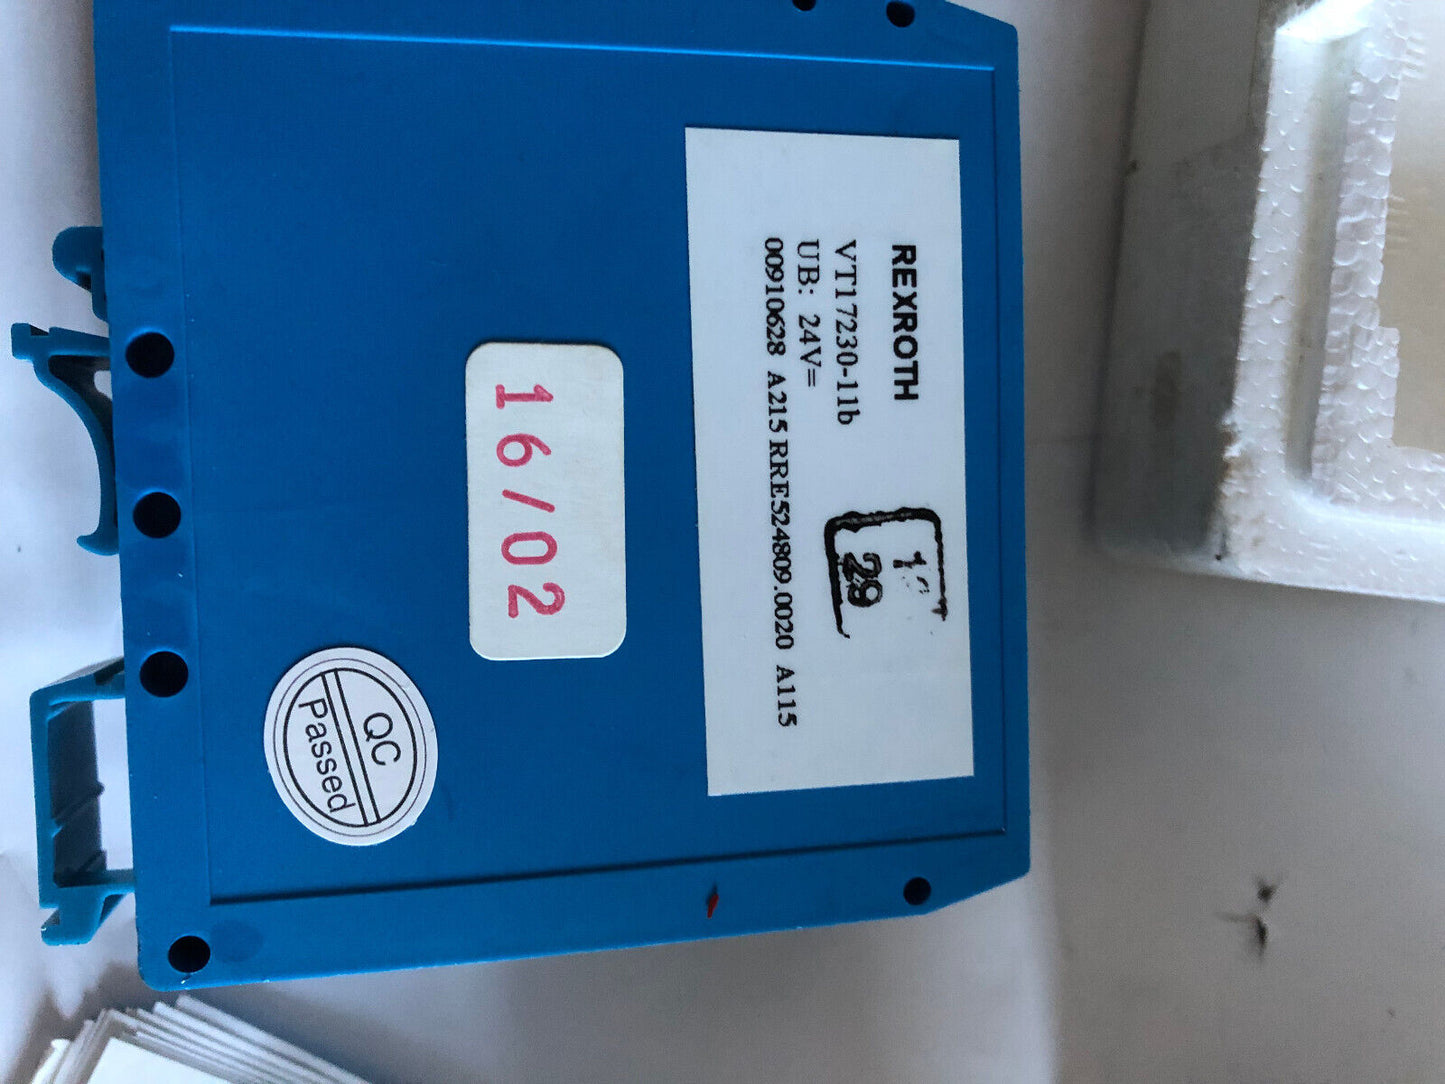 REXROTH
VT17230-11b
UB: 24V=
00910628 A215 RRE524809.0020 A115
29
16/02
QC
Passed